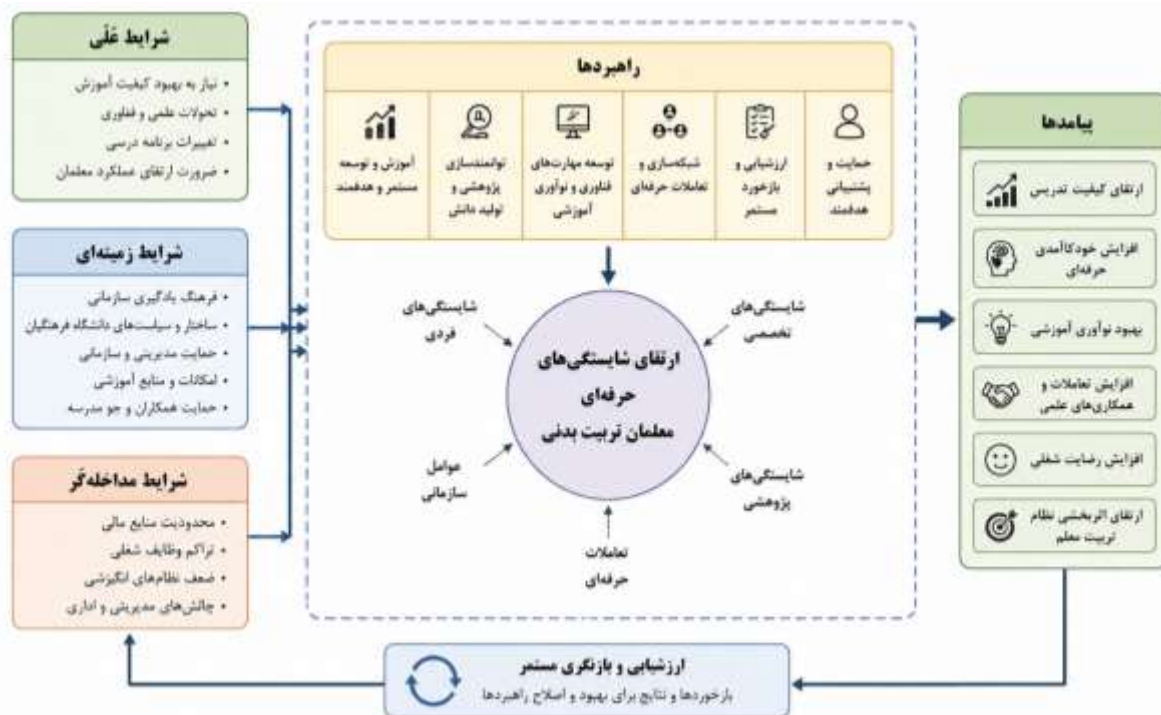 شرایط عَلّی
• نیاز به بهبود کیفیت آموزش
• تحولات علمی و فناوری
• تغییرات برنامه درسی
• ضرورت ارتقای عملکرد معلمان
شرایط زمینه‌ای
• فرهنگ یادگیری سازمانی
• ساختار و سیاست‌های دانشگاه فرهنگیان
• حمایت مدیریتی و سازمانی
• امکانات و منابع آموزشی
• حمایت همکاران و جو مدرسه
شرایط مداخله‌گر
• محدودیت منابع مالی
• تراکم وظایف شغلی
• ضعف نظام‌های انگیزشی
• چالش‌های مدیریتی و اداری
راهبردها
حمایت و
پشتیبانی
هدفمند
ارزشیابی و
بازخورد
مستمر
شبکه‌سازی و
تعاملات حرفه‌ای
توسعه مهارت‌های
فناوری و نوآوری
آموزشی
توانمندسازی
پژوهشی و
تولید دانش
آموزش و توسعه
مستمر و هدفمند
شایستگی‌های
تخصصی
شایستگی‌های
فردی
ارتقای شایستگی‌های
حرفه‌ای
معلمان تربیت بدنی
شایستگی‌های
پژوهشی
عوامل
سازمانی
تعاملات
حرفه‌ای
پیامدها
ارتقای کیفیت تدریس
افزایش خودکاآمدی
حرفه‌ای
بهبود نوآوری آموزشی
افزایش تعاملات و
همکاری‌های علمی
افزایش رضایت شغلی
ارتقای اثربخشی نظام
تربیت معلم
ارزشیابی و بازنگری مستمر
بازخوردها و نتایج برای بهبود و اصلاح راهبردها